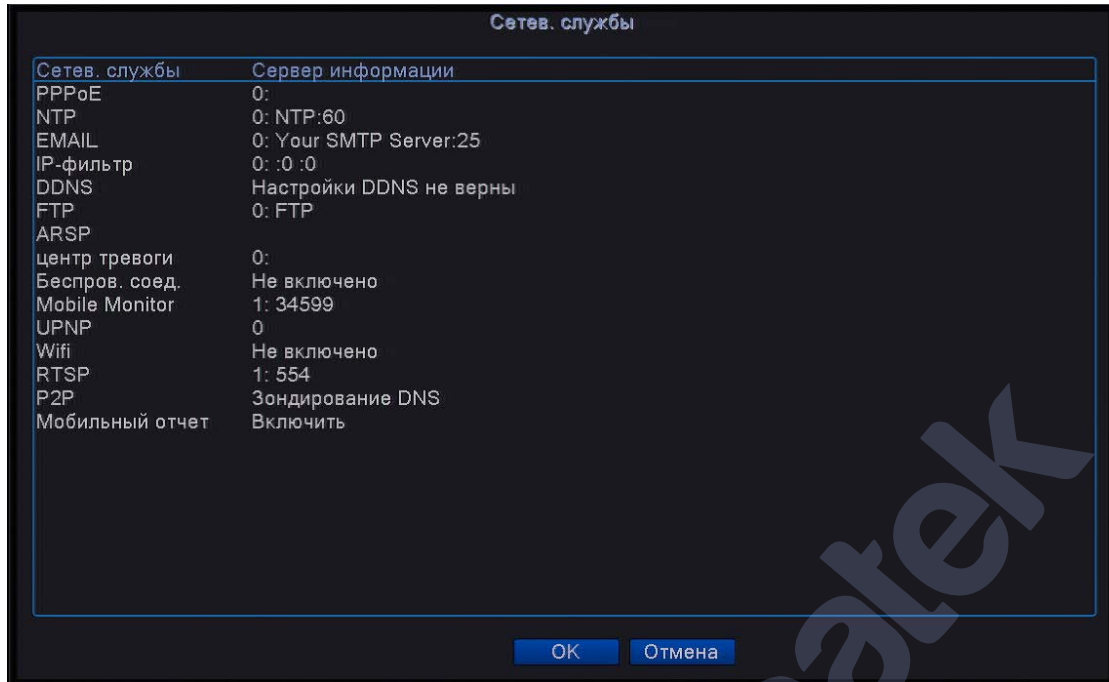 Сетев. службы
Сетев. службы Сервер информации
PPPoE 0:
NTP 0: NTP:60
EMAIL 0: Your SMTP Server:25
IP-фильтр 0: :0 :0
DDNS Настройки DDNS не верны
FTP 0: FTP
ARSP
центр тревоги 0:
Беспров. соед. Не включено
Mobile Monitor 1: 34599
UPNP 0
Wifi Не включено
RTSP 1: 554
P2P Зондирование DNS
Мобильный отчет Включить
OK Отмена
atek